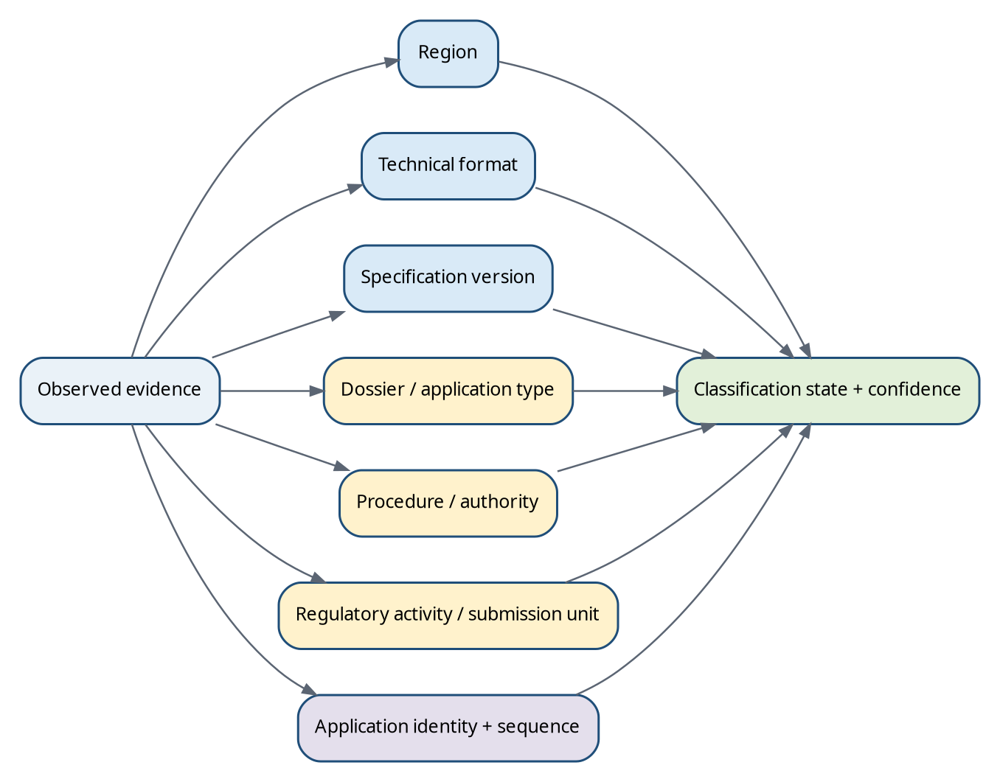 Region
Technical format
Specification version
Observed evidence
Dossier / application type
Classification state + confidence
Procedure / authority
Regulatory activity / submission unit
Application identity + sequence